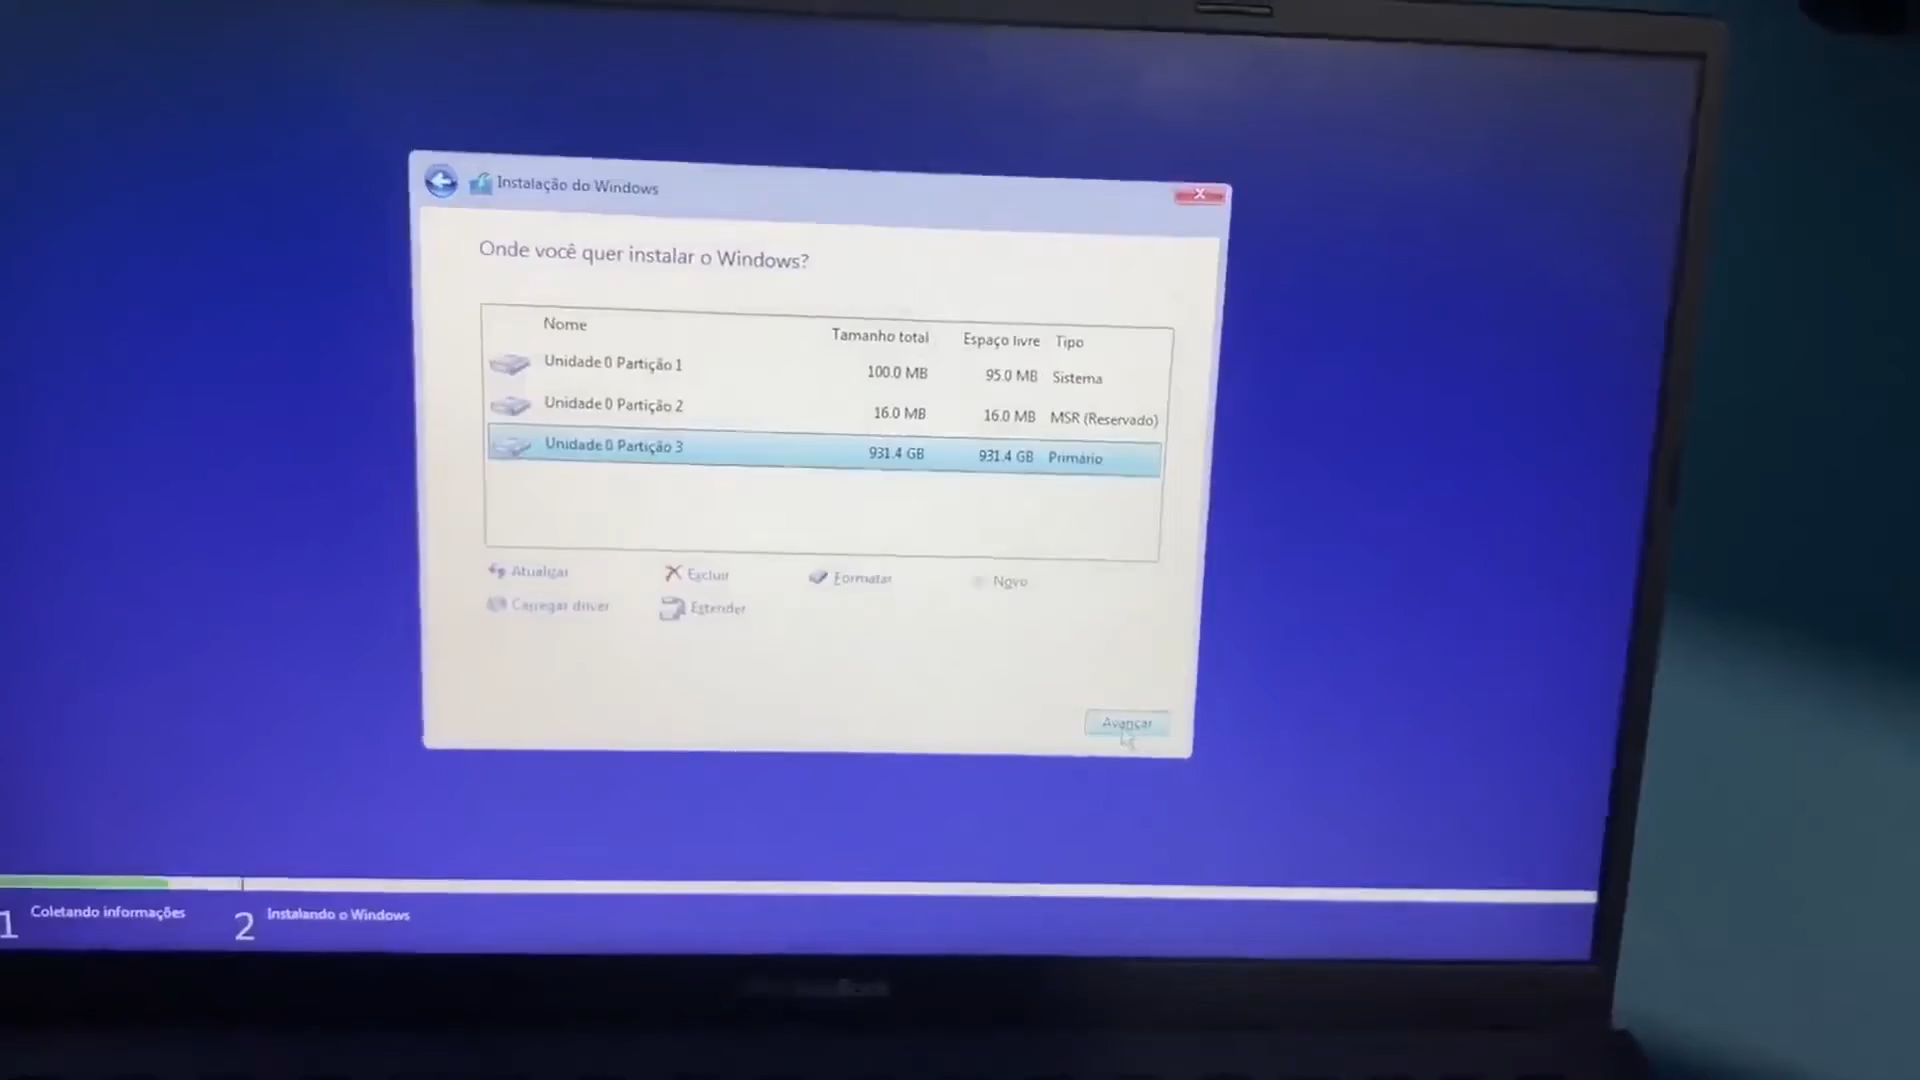 Instalação do Windows
Onde você quer instalar o Windows?
Nome Tamanho total Espaço livre Tipo
Unidade 0 Partição 1 100.0 MB 95.0 MB Sistema
Unidade 0 Partição 2 16.0 MB 16.0 MB MSR (Reservado)
Unidade 0 Partição 3 931.4 GB 931.4 GB Primário
Atualizar Excluir Formatar Novo
Carregar driver Estender
Avançar
1 Coletando informações 2 Instalando o Windows